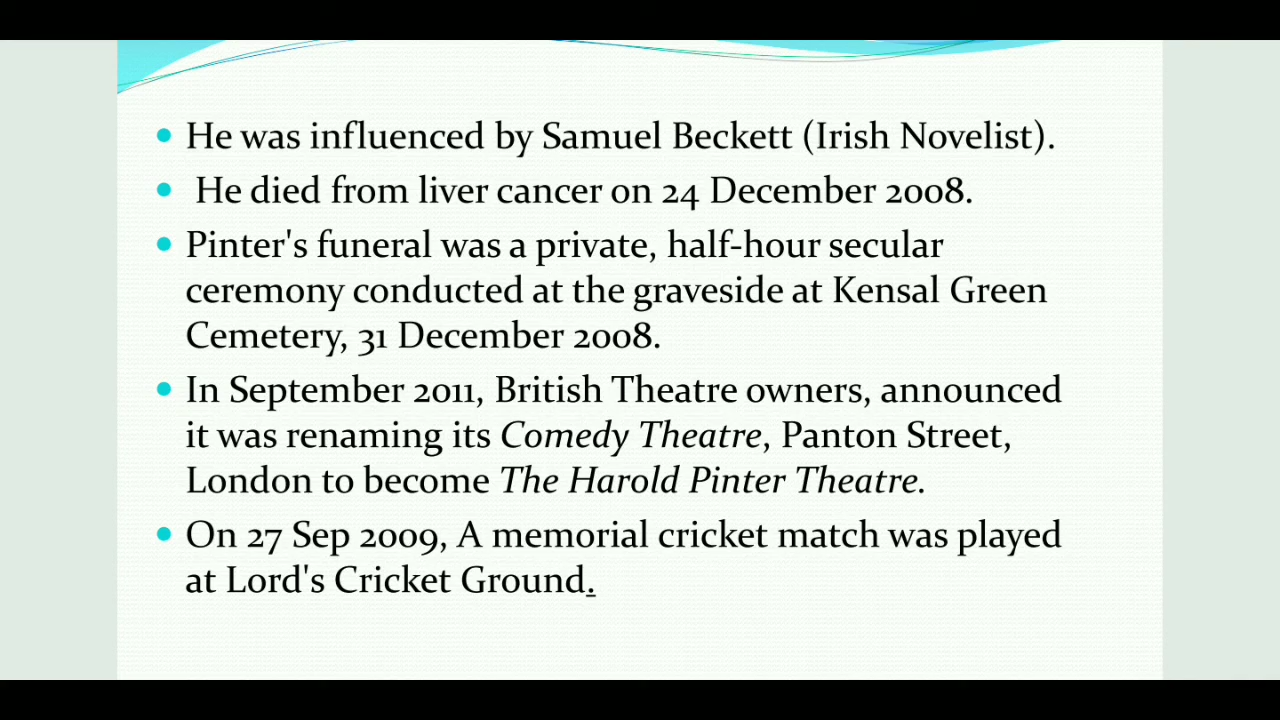 • He was influenced by Samuel Beckett (Irish Novelist).
• He died from liver cancer on 24 December 2008.
• Pinter's funeral was a private, half-hour secular
ceremony conducted at the graveside at Kensal Green
Cemetery, 31 December 2008.
• In September 2011, British Theatre owners, announced
it was renaming its Comedy Theatre, Panton Street,
London to become The Harold Pinter Theatre.
• On 27 Sep 2009, A memorial cricket match was played
at Lord's Cricket Ground.